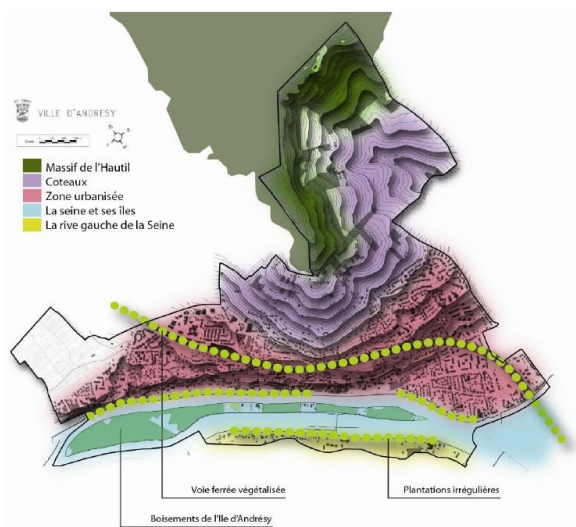 VILLE D'ANDRESY
Massif de l'Hautil
Coteaux
Zone urbanisée
La seine et ses îles
La rive gauche de la Seine
Voie ferrée végétalisée
Plantations irrégulières
Boisements de l'Ile d'Andrésy